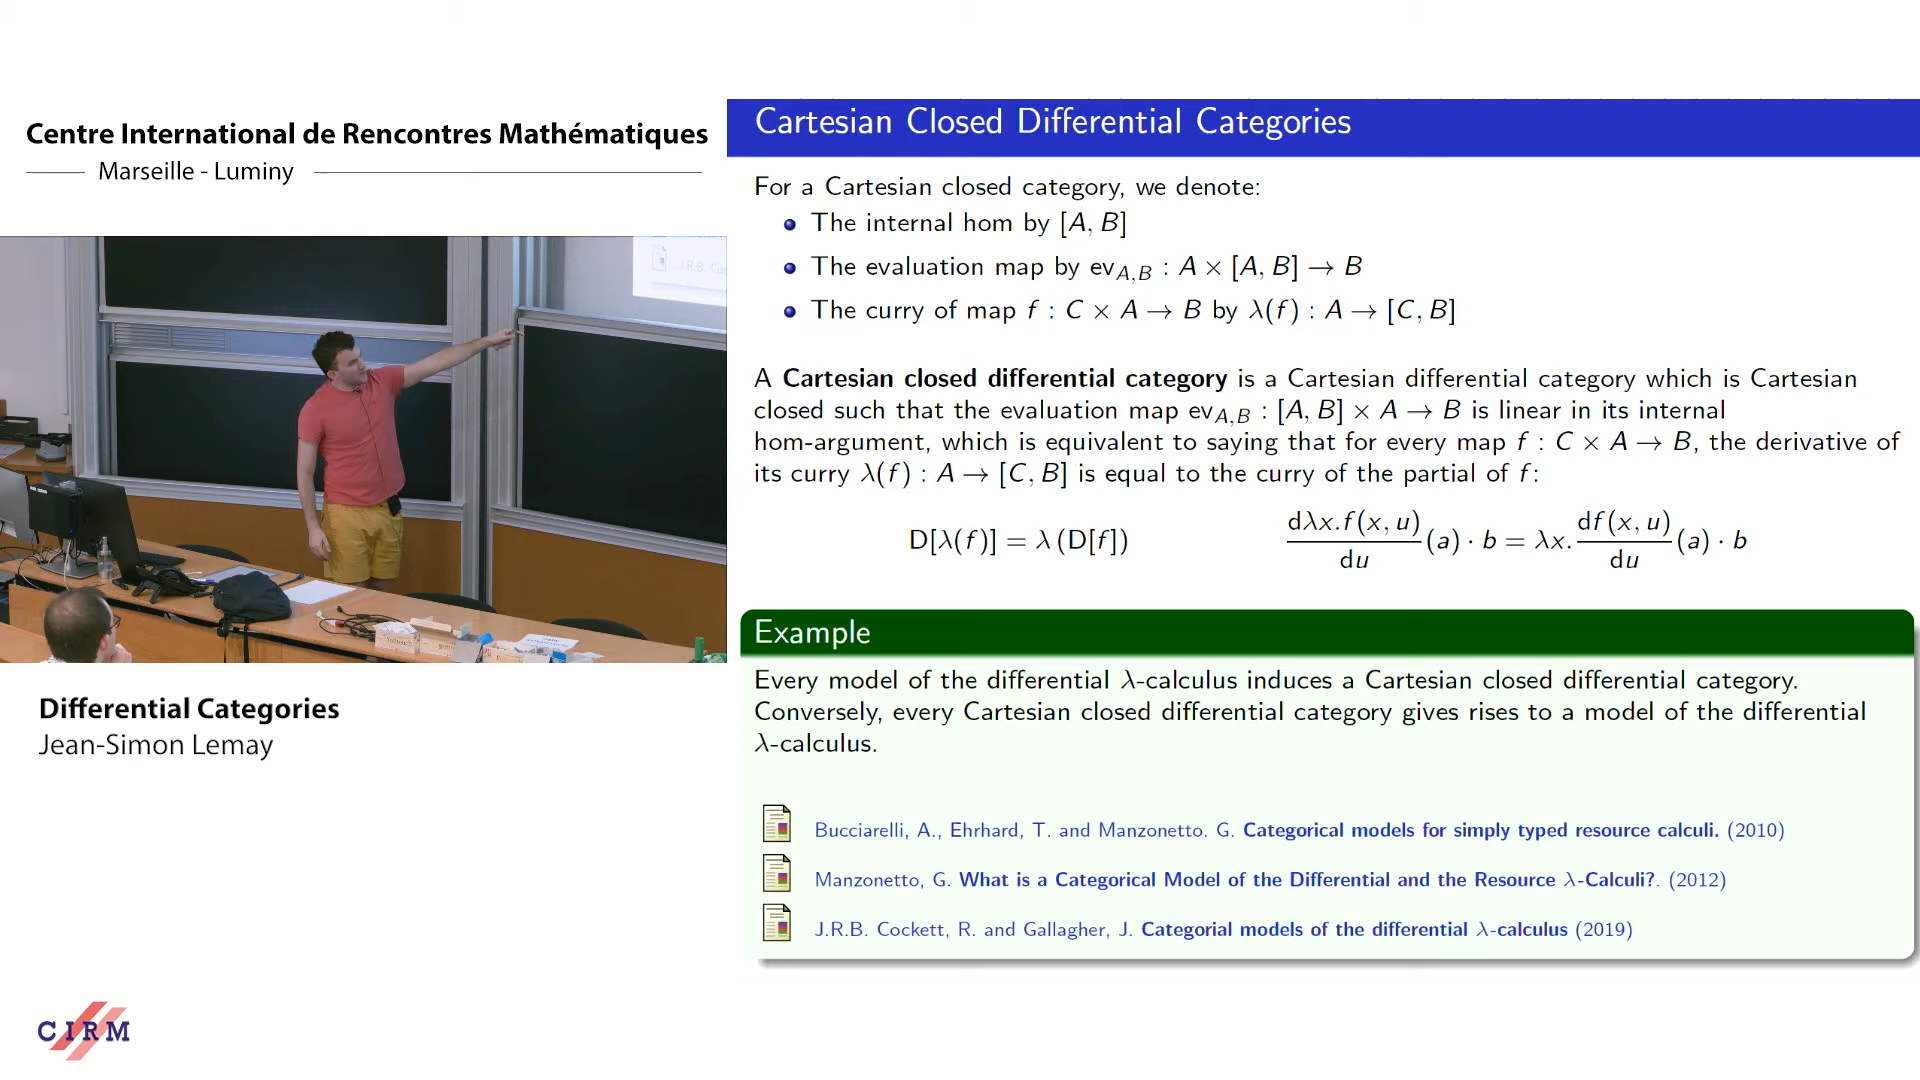 Centre International de Rencontres Mathématiques
Marseille - Luminy
Differential Categories
Jean-Simon Lemay
CIRM
Cartesian Closed Differential Categories
For a Cartesian closed category, we denote:
The internal hom by [A, B]
The evaluation map by ev_{A,B} : A × [A, B] → B
The curry of map f : C × A → B by λ(f) : A → [C, B]
A Cartesian closed differential category is a Cartesian differential category which is Cartesian
closed such that the evaluation map ev_{A,B} : [A, B] × A → B is linear in its internal
hom-argument, which is equivalent to saying that for every map f : C × A → B, the derivative of
its curry λ(f) : A → [C, B] is equal to the curry of the partial of f:
D[λ(f)] = λ (D[f]) dλx.f(x, u)/du (a) · b = λx. df(x, u)/du (a) · b
Example
Every model of the differential λ-calculus induces a Cartesian closed differential category.
Conversely, every Cartesian closed differential category gives rises to a model of the differential
λ-calculus.
Bucciarelli, A., Ehrhard, T. and Manzonetto. G. Categorical models for simply typed resource calculi. (2010)
Manzonetto, G. What is a Categorical Model of the Differential and the Resource λ-Calculi?. (2012)
J.R.B. Cockett, R. and Gallagher, J. Categorial models of the differential λ-calculus (2019)